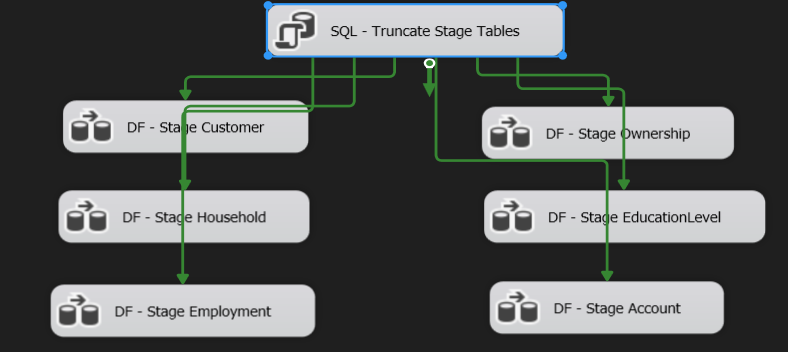 SQL - Truncate Stage Tables
DF - Stage Customer
DF - Stage Ownership
DF - Stage Household
DF - Stage EducationLevel
DF - Stage Employment
DF - Stage Account